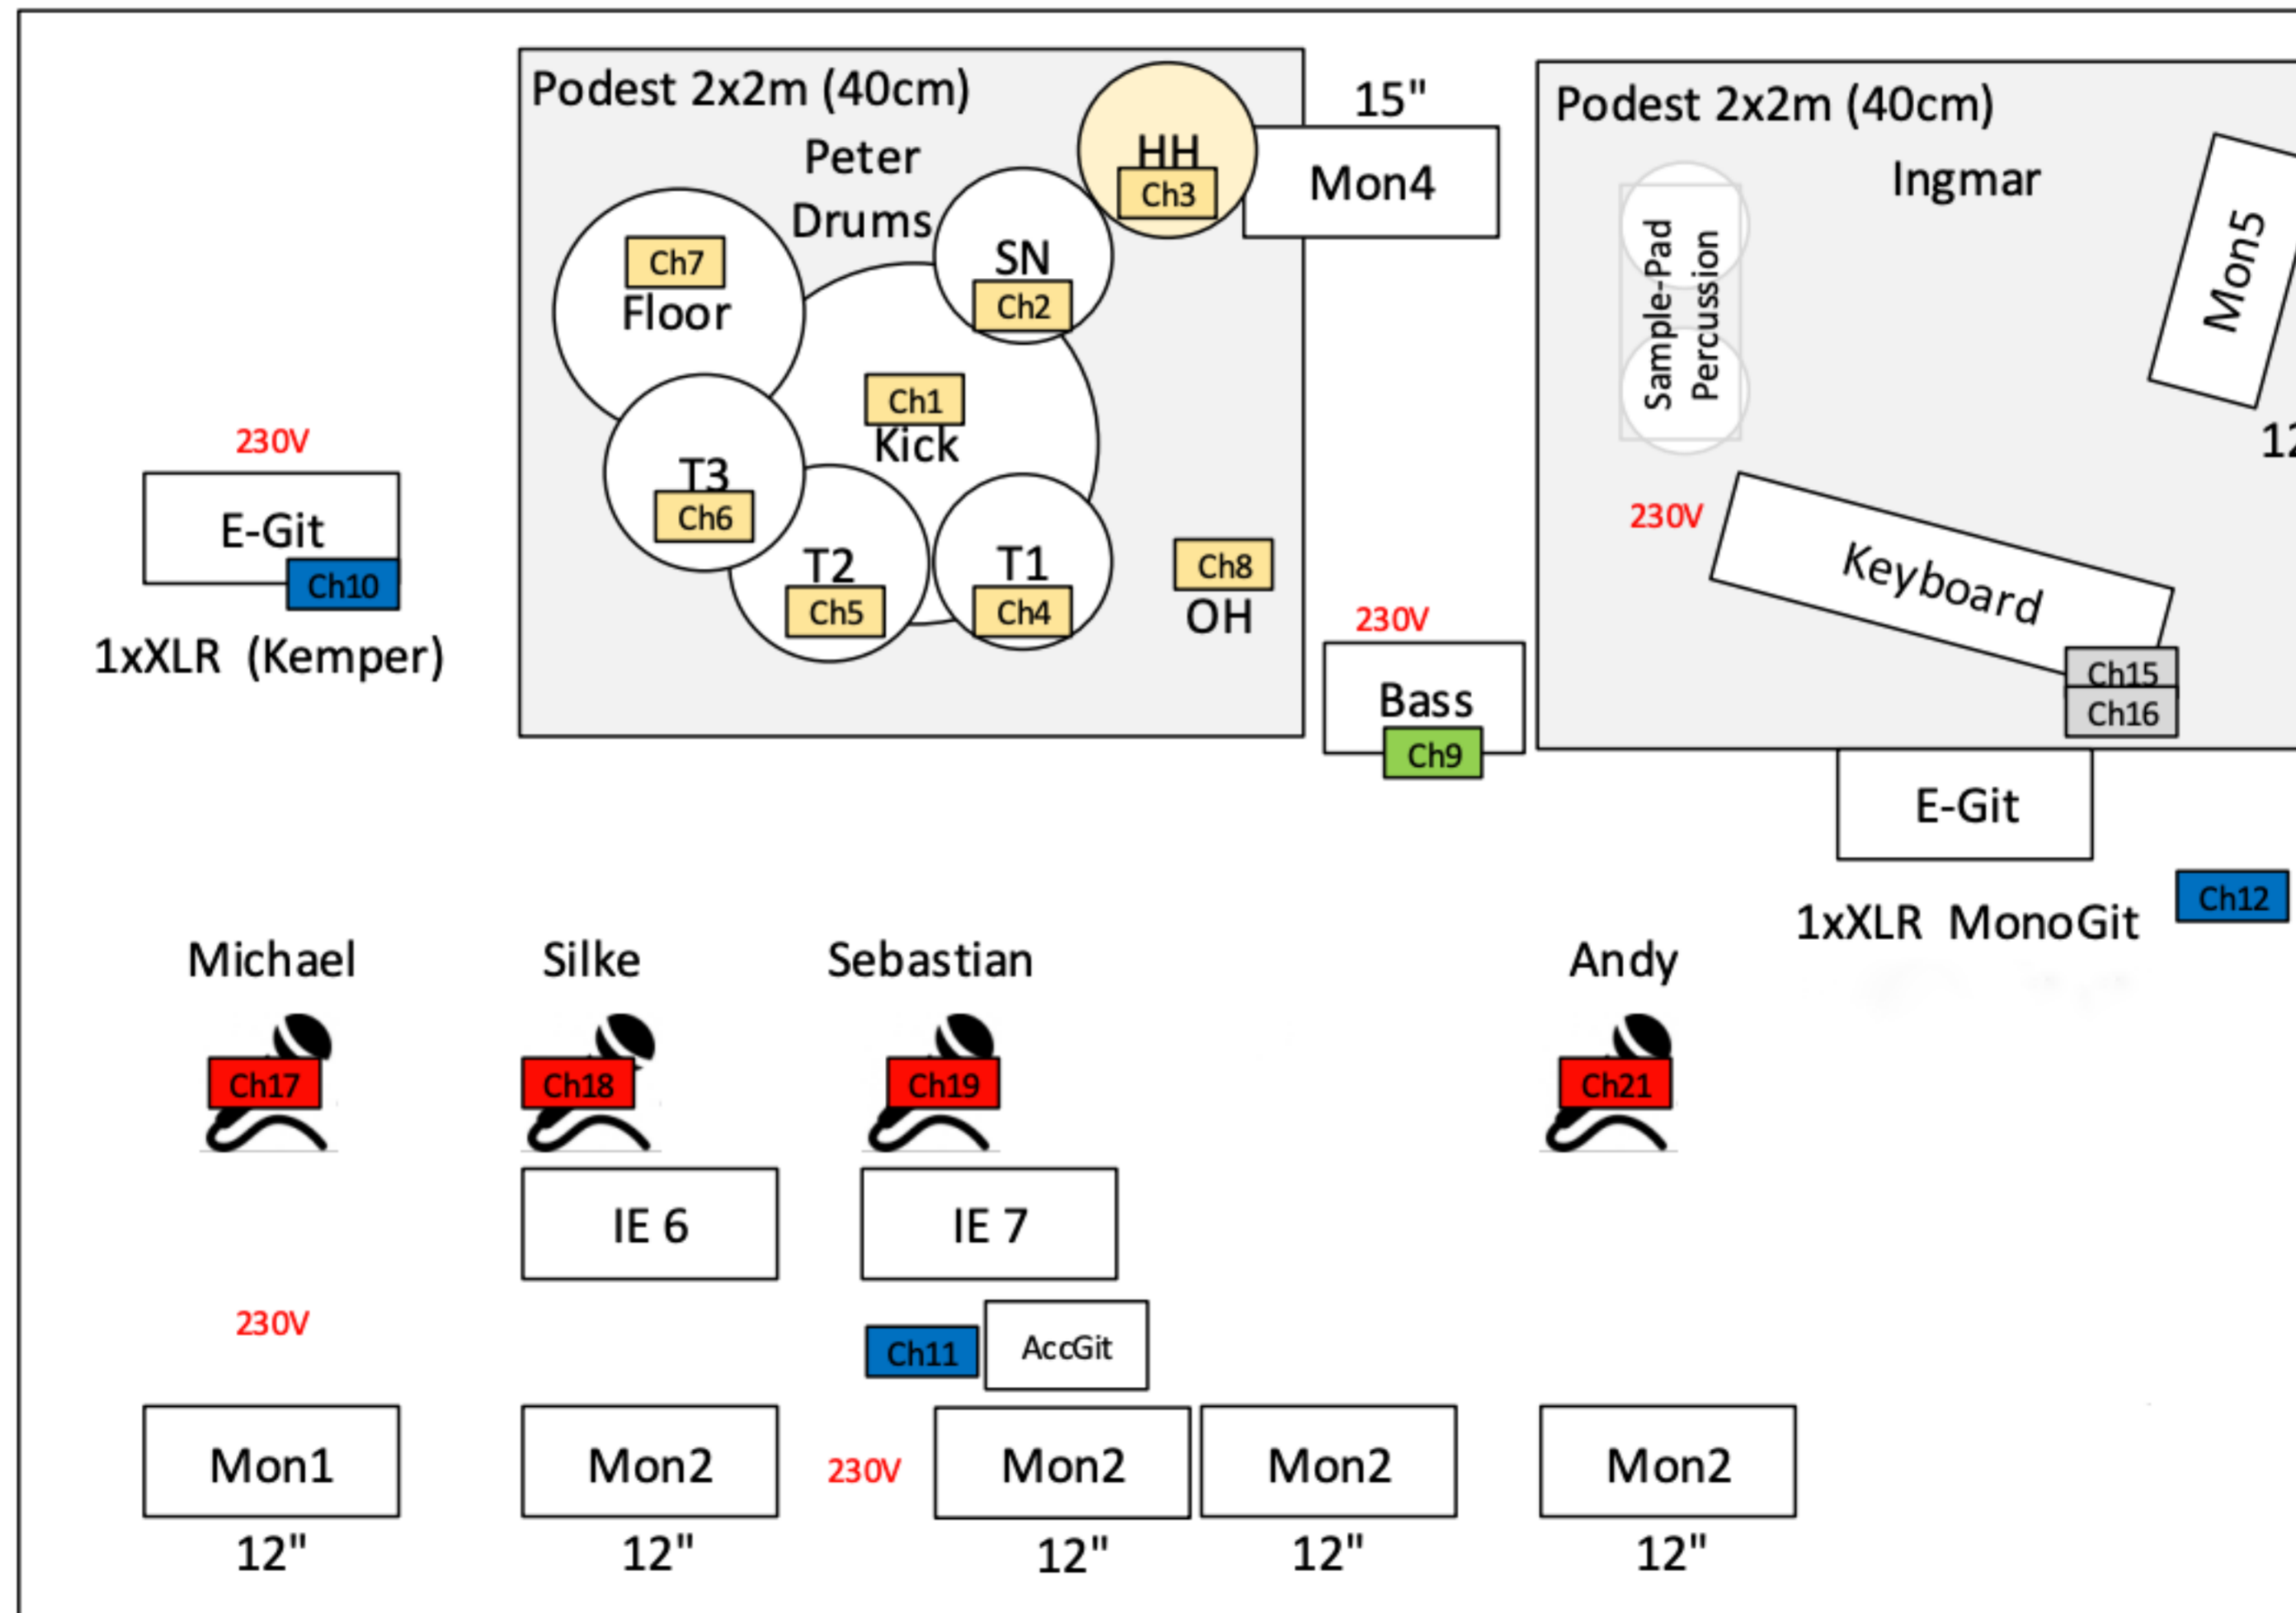 Podest 2x2m (40cm)
Peter
Drums
HH
Ch3
15"
Mon4
SN
Ch2
Ch7
Floor
Ch1
Kick
T3
Ch6
T2
Ch5
T1
Ch4
Ch8
OH
230V
E-Git
Ch10
1xXLR (Kemper)
230V
Bass
Ch9
Podest 2x2m (40cm)
Ingmar
Sample-Pad
Percussion
Mon5
12
230V
Keyboard
Ch15
Ch16
E-Git
1xXLR MonoGit
Ch12
Michael
Silke
Sebastian
Andy
Ch17
Ch18
Ch19
Ch21
IE 6
IE 7
230V
Ch11
AccGit
Mon1
Mon2
230V
Mon2
Mon2
Mon2
12"
12"
12"
12"
12"